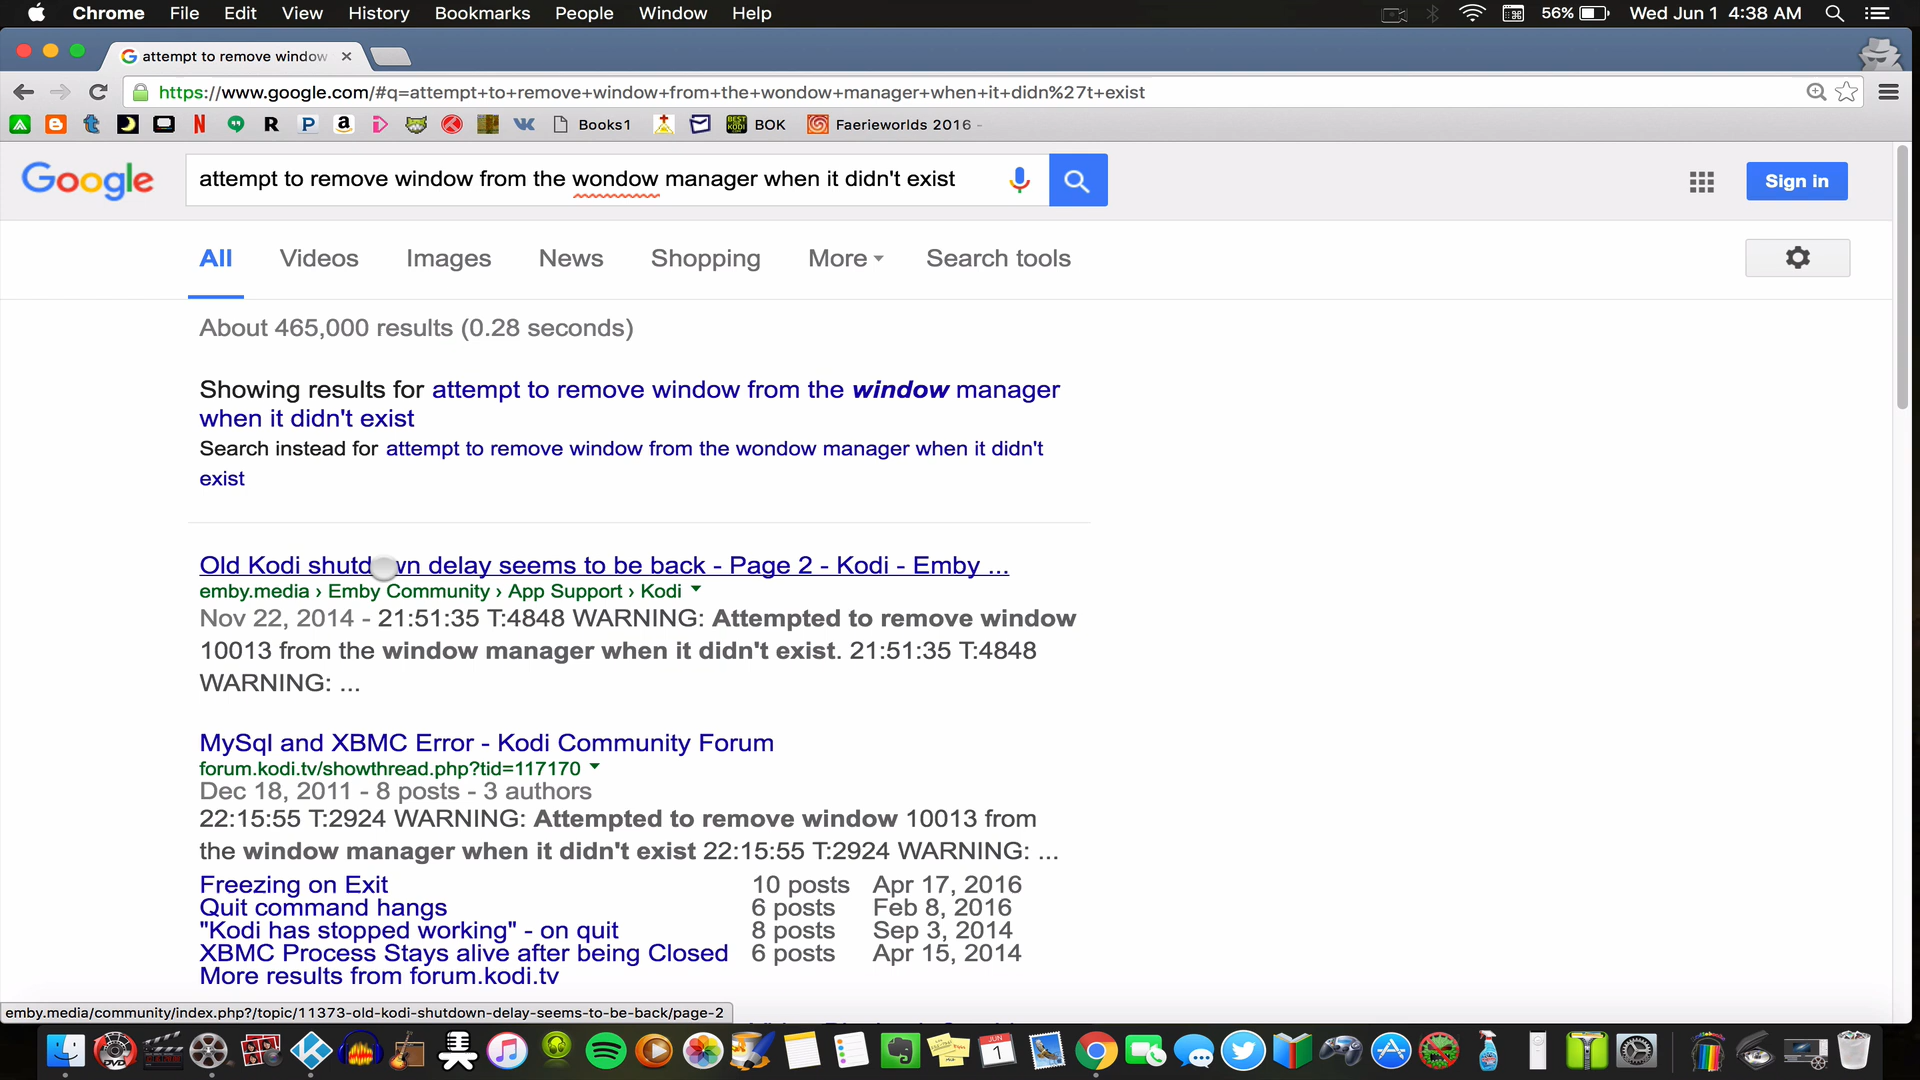 Chrome File Edit View History Bookmarks People Window Help 56% Wed Jun 1 4:38 AM
attempt to remove window
https://www.google.com/#q=attempt+to+remove+window+from+the+wondow+manager+when+it+didn%27t+exist
Books1 BOK Faerieworlds 2016 -
Google attempt to remove window from the wondow manager when it didn't exist Sign in
All Videos Images News Shopping More Search tools
About 465,000 results (0.28 seconds)
Showing results for attempt to remove window from the window manager
when it didn't exist
Search instead for attempt to remove window from the wondow manager when it didn't
exist
Old Kodi shutdown delay seems to be back - Page 2 - Kodi - Emby ...
emby.media › Emby Community › App Support › Kodi
Nov 22, 2014 - 21:51:35 T:4848 WARNING: Attempted to remove window
10013 from the window manager when it didn't exist. 21:51:35 T:4848
WARNING: ...
MySql and XBMC Error - Kodi Community Forum
forum.kodi.tv/showthread.php?tid=117170
Dec 18, 2011 - 8 posts - 3 authors
22:15:55 T:2924 WARNING: Attempted to remove window 10013 from
the window manager when it didn't exist 22:15:55 T:2924 WARNING: ...
Freezing on Exit 10 posts Apr 17, 2016
Quit command hangs 6 posts Feb 8, 2016
"Kodi has stopped working" - on quit 8 posts Sep 3, 2014
XBMC Process Stays alive after being Closed 6 posts Apr 15, 2014
More results from forum.kodi.tv
emby.media/community/index.php?/topic/11373-old-kodi-shutdown-delay-seems-to-be-back/page-2